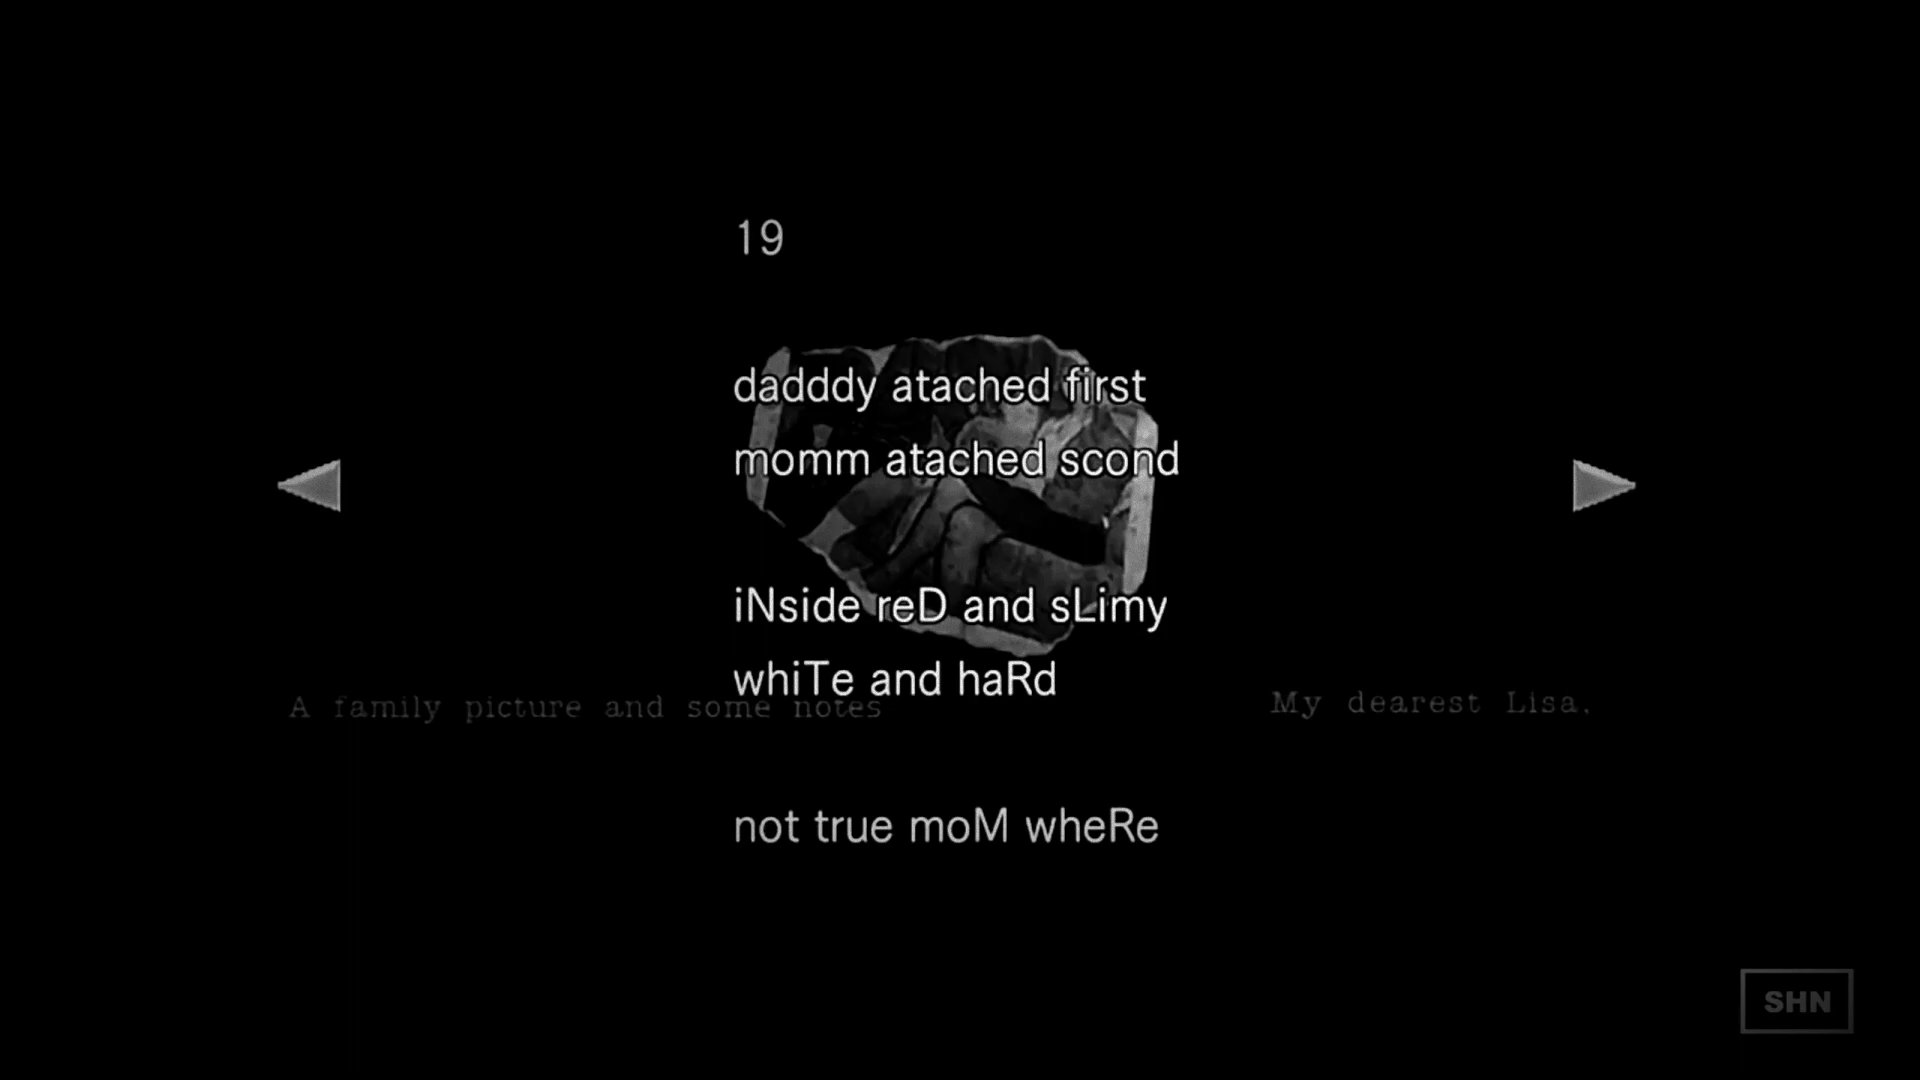 19
dadddy atached first
momm atached scond
iNside reD and sLimy
whiTe and haRd
A family picture and some notes
My dearest Lisa.
not true moM wheRe
SHN